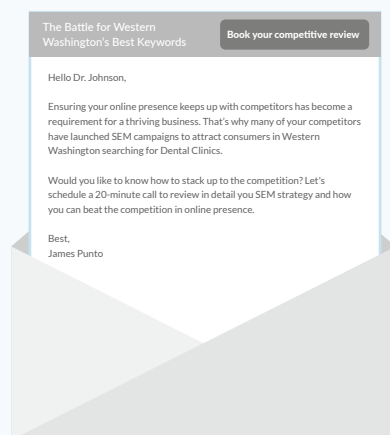 The Battle for Western
Washington's Best Keywords
Book your competitive review
Hello Dr. Johnson,
Ensuring your online presence keeps up with competitors has become a
requirement for a thriving business. That's why many of your competitors
have launched SEM campaigns to attract consumers in Western
Washington searching for Dental Clinics.
Would you like to know how to stack up to the competition? Let's
schedule a 20-minute call to review in detail you SEM strategy and how
you can beat the competition in online presence.
Best,
James Punto